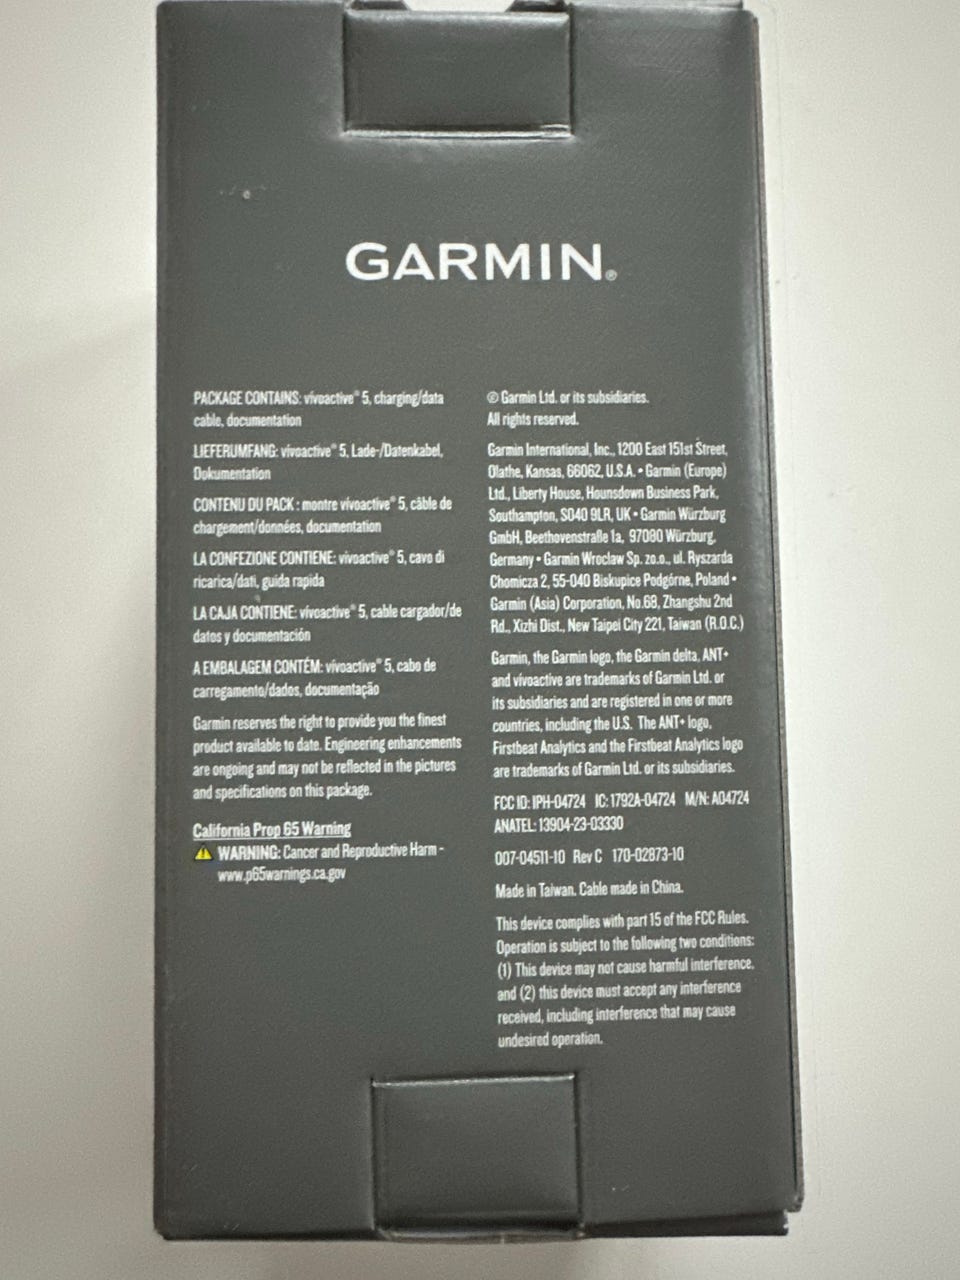 GARMIN®
PACKAGE CONTAINS: vívoactive® 5, charging/data
cable, documentation
LIEFERUMFANG: vívoactive® 5, Lade-/Datenkabel,
Dokumentation
CONTENU DU PACK : montre vívoactive® 5, câble de
chargement/données, documentation
LA CONFEZIONE CONTIENE: vívoactive® 5, cavo di
ricarica/dati, guida rapida
LA CAJA CONTIENE: vívoactive® 5, cable cargador/de
datos y documentación
A EMBALAGEM CONTÉM: vívoactive® 5, cabo de
carregamento/dados, documentação
Garmin reserves the right to provide you the finest
product available to date. Engineering enhancements
are ongoing and may not be reflected in the pictures
and specifications on this package.
California Prop 65 Warning
WARNING: Cancer and Reproductive Harm -
www.p65warnings.ca.gov
© Garmin Ltd. or its subsidiaries.
All rights reserved.
Garmin International, Inc., 1200 East 151st Street,
Olathe, Kansas, 66062, U.S.A. • Garmin (Europe)
Ltd., Liberty House, Hounsdown Business Park,
Southampton, SO40 9LR, UK • Garmin Würzburg
GmbH, Beethovenstraße 1a, 97080 Würzburg,
Germany • Garmin Wroclaw Sp. zo.o., ul. Ryszarda
Chomicza 2, 55-040 Biskupice Podgórne, Poland •
Garmin (Asia) Corporation, No.68, Zhangshu 2nd
Rd., Xizhi Dist., New Taipei City 221, Taiwan (R.O.C.)
Garmin, the Garmin logo, the Garmin delta, ANT+
and vívoactive are trademarks of Garmin Ltd. or
its subsidiaries and are registered in one or more
countries, including the U.S. The ANT+ logo,
Firstbeat Analytics and the Firstbeat Analytics logo
are trademarks of Garmin Ltd. or its subsidiaries.
FCC ID: IPH-04724 IC: 1792A-04724 M/N: A04724
ANATEL: 13904-23-03330
007-04511-10 Rev C 170-02873-10
Made in Taiwan. Cable made in China.
This device complies with part 15 of the FCC Rules.
Operation is subject to the following two conditions:
(1) This device may not cause harmful interference,
and (2) this device must accept any interference
received, including interference that may cause
undesired operation.